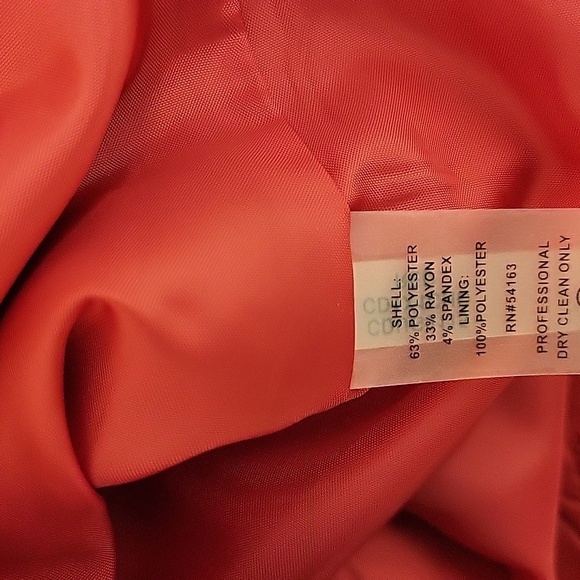 SHELL:
63% POLYESTER
33% RAYON
4% SPANDEX
LINING:
100%POLYESTER
RN#54163
PROFESSIONAL
DRY CLEAN ONLY